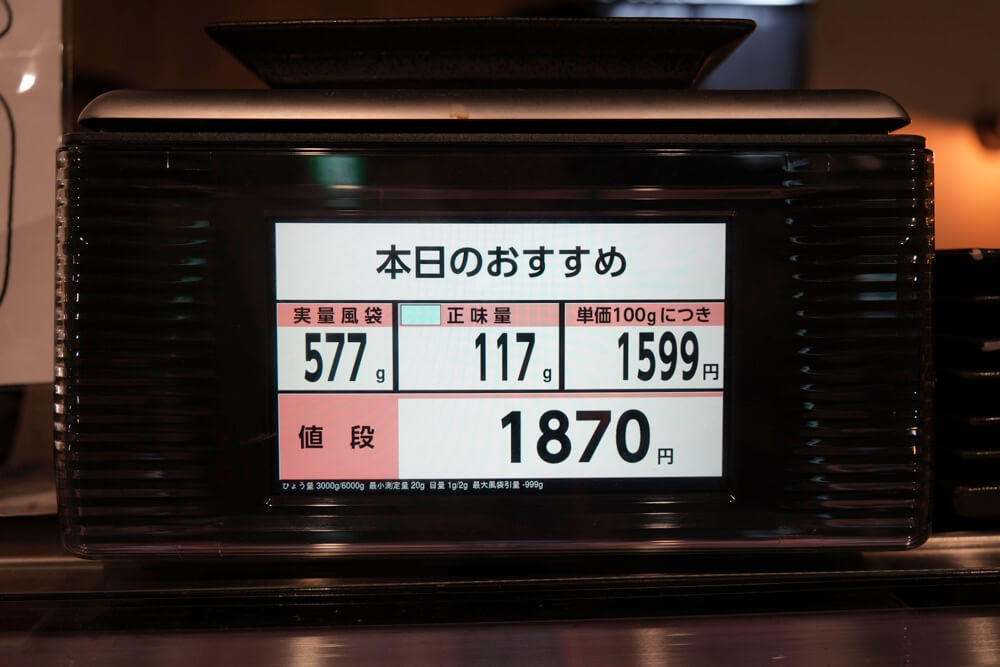 本日のおすすめ
実量風袋 正味量 単価100gにつき
577g 117g 1599円
値段 1870円
ひょう量 3000g/6000g 最小測定量 20g 目量 1g/2g 最大風袋引量 -999g